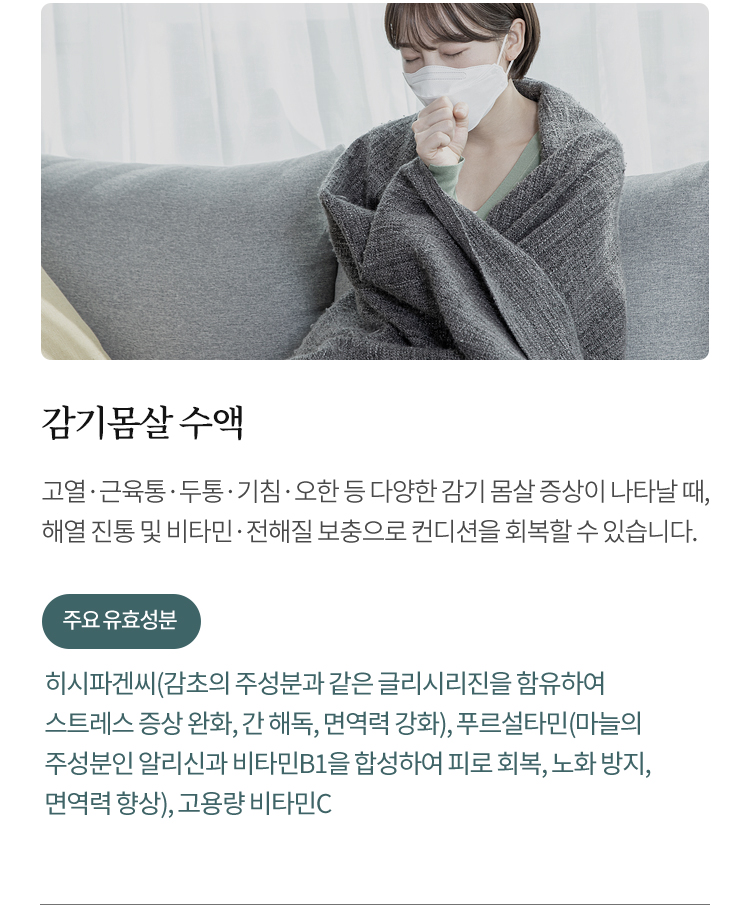 감기몸살 수액
고열·근육통·두통·기침·오한 등 다양한 감기 몸살 증상이 나타날 때,
해열 진통 및 비타민·전해질 보충으로 컨디션을 회복할 수 있습니다.
주요 유효성분
히시파겐씨(감초의 주성분과 같은 글리시리진을 함유하여
스트레스 증상 완화, 간 해독, 면역력 강화), 푸르설타민(마늘의
주성분인 알리신과 비타민B1을 합성하여 피로 회복, 노화 방지,
면역력 향상), 고용량 비타민C